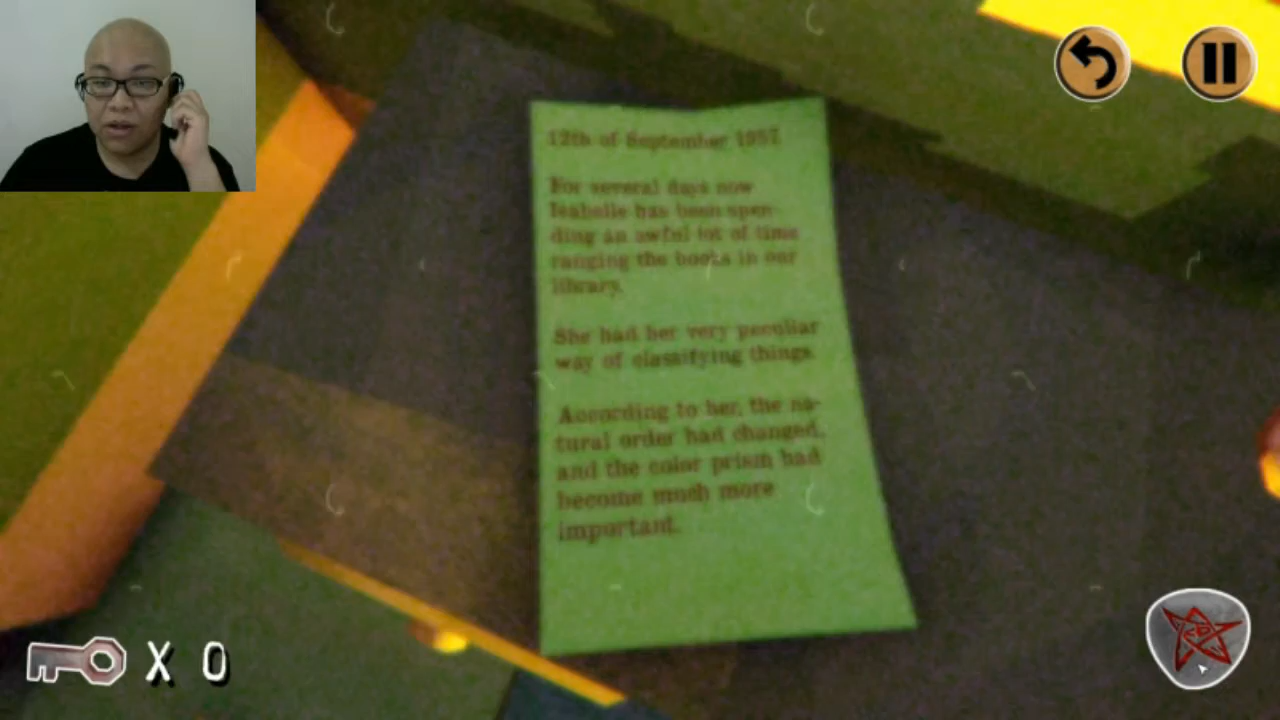 12th of September 1957
For several days now
Isabelle has been spen-
ding an awful lot of time
ranging the books in our
library.
She had her very peculiar
way of classifying things.
According to her, the na-
tural order had changed,
and the color prism had
become much more
important.
X 0